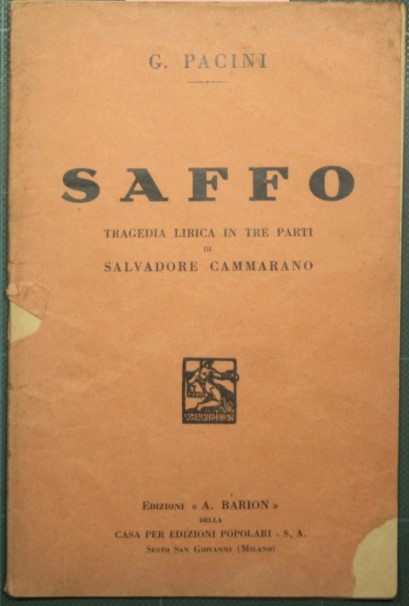 G. PACINI
SAFFO
TRAGEDIA LIRICA IN TRE PARTI
DI
SALVADORE CAMMARANO
EDIZIONI « A. BARION »
DELLA
CASA PER EDIZIONI POPOLARI - S. A.
SESTO SAN GIOVANNI (MILANO)